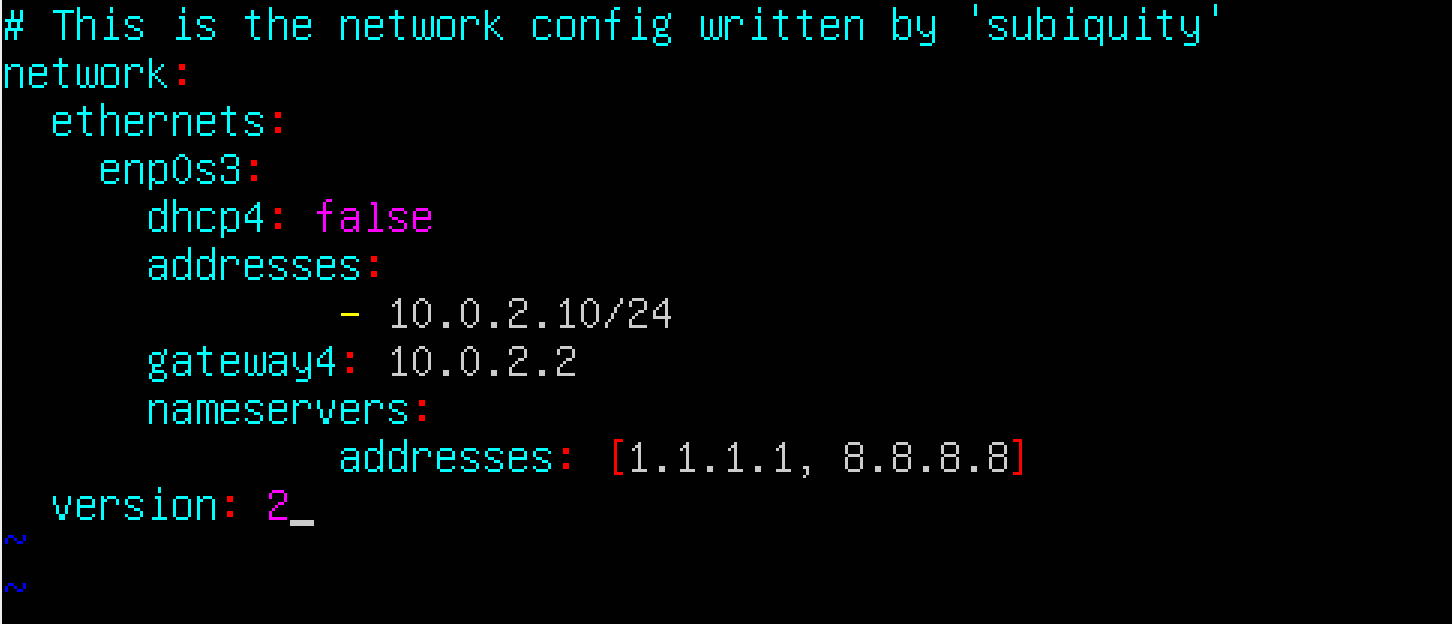 # This is the network config written by 'subiquity'
network:
  ethernets:
    enp0s3:
      dhcp4: false
      addresses:
              - 10.0.2.10/24
      gateway4: 10.0.2.2
      nameservers:
              addresses: [1.1.1.1, 8.8.8.8]
  version: 2
~
~